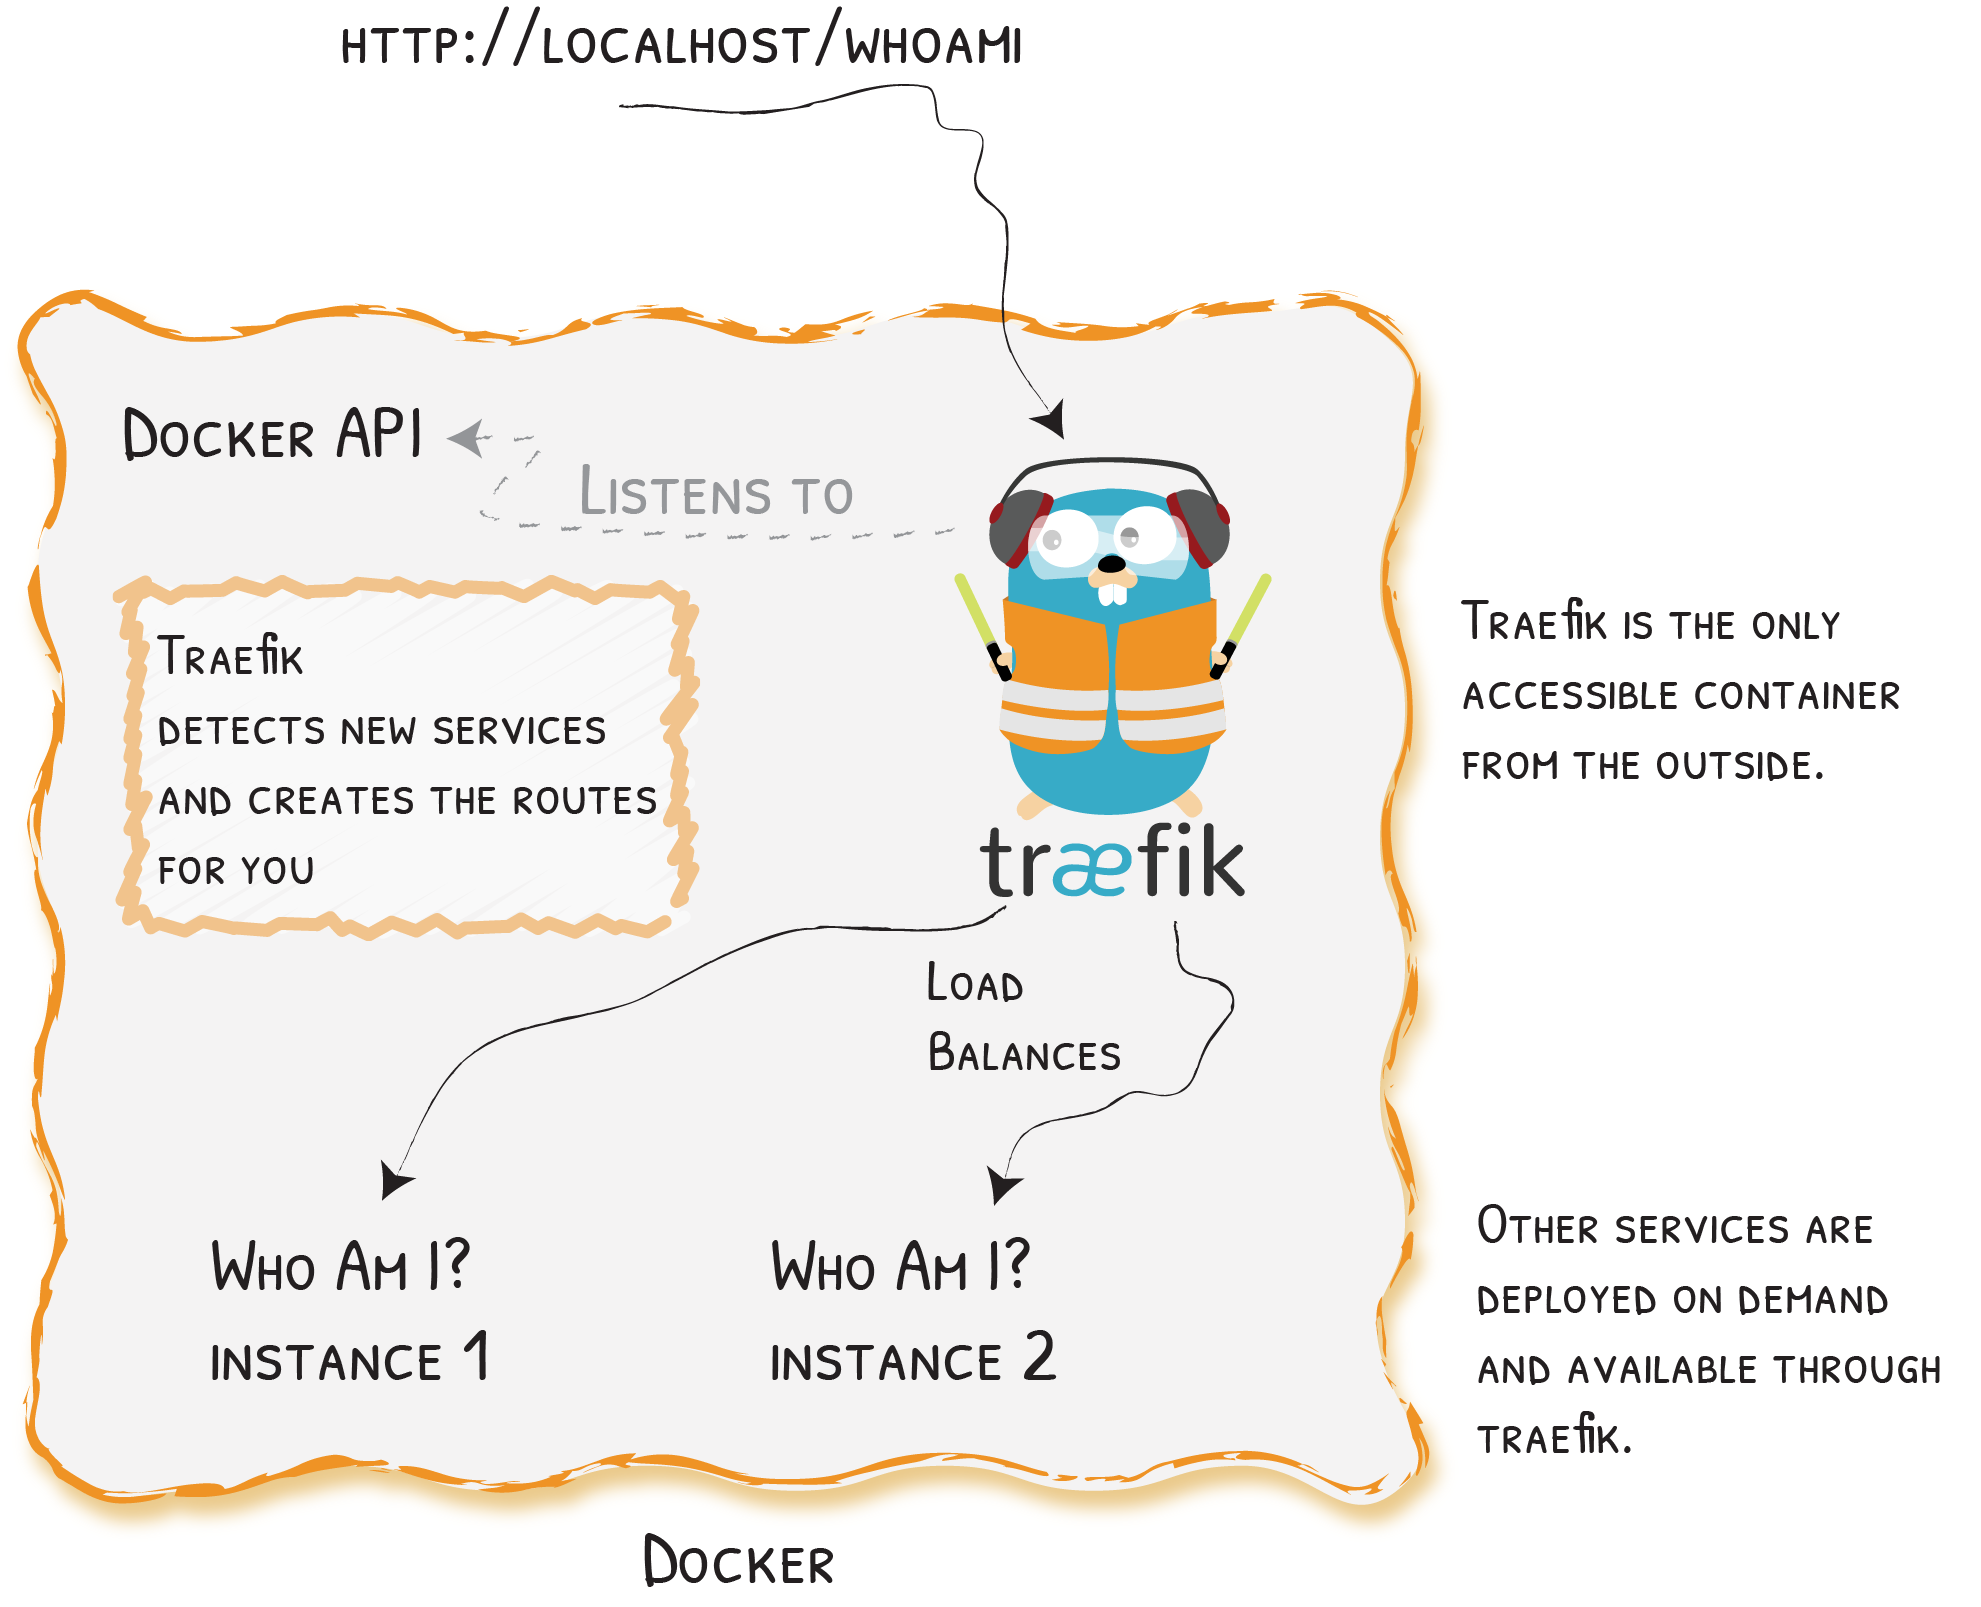 http://localhost/whoami
Docker API
Listens to
Traefik
detects new services
and creates the routes
for you
træfik
Traefik is the only
accessible container
from the outside.
Load
Balances
Who Am I?
instance 1
Who Am I?
instance 2
Other services are
deployed on demand
and available through
traefik.
Docker